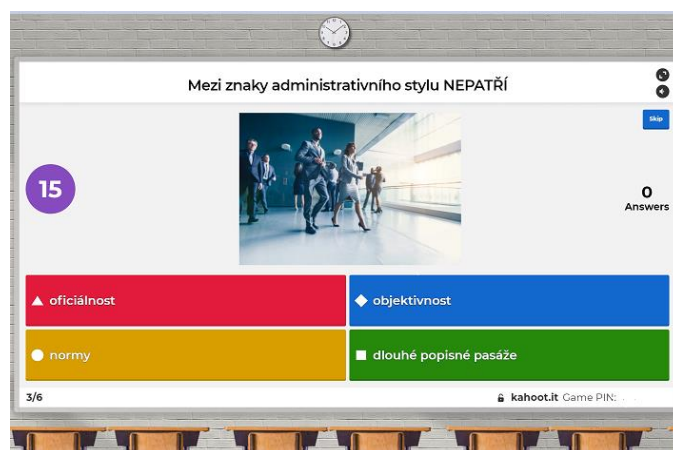 Mezi znaky administrativního stylu NEPATŘÍ
Skip
15
0
Answers
oficiálnost
objektivnost
normy
dlouhé popisné pasáže
3/6
kahoot.it Game PIN: